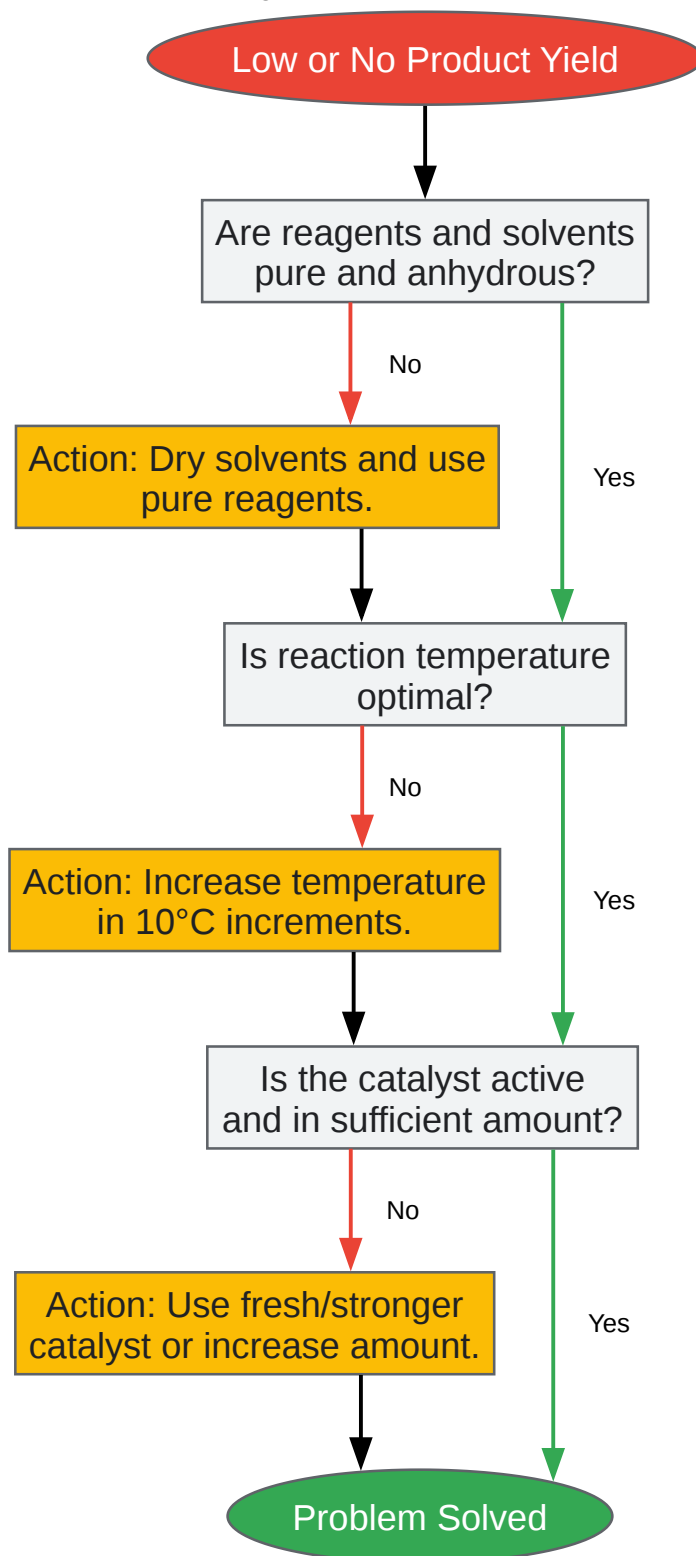 Low or No Product Yield
Are reagents and solvents
pure and anhydrous?
No
Action: Dry solvents and use
pure reagents.
Yes
Is reaction temperature
optimal?
No
Action: Increase temperature
in 10°C increments.
Yes
Is the catalyst active
and in sufficient amount?
No
Action: Use fresh/stronger
catalyst or increase amount.
Yes
Problem Solved